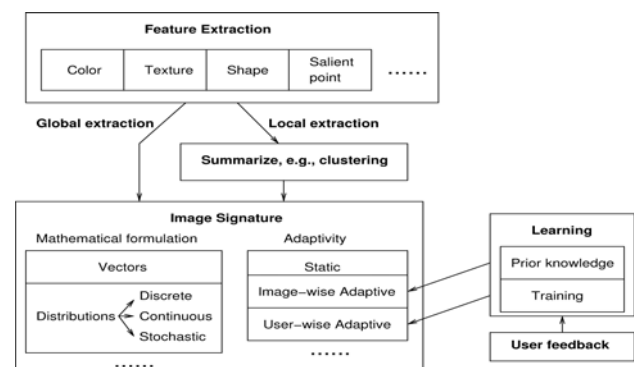 Feature Extraction
Color
Texture
Shape
Salient
point
......
Global extraction
Local extraction
Summarize, e.g., clustering
Image Signature
Mathematical formulation
Adaptivity
Vectors
Distributions
Discrete
Continuous
Stochastic
......
Static
Image-wise Adaptive
User-wise Adaptive
......
Learning
Prior knowledge
Training
User feedback